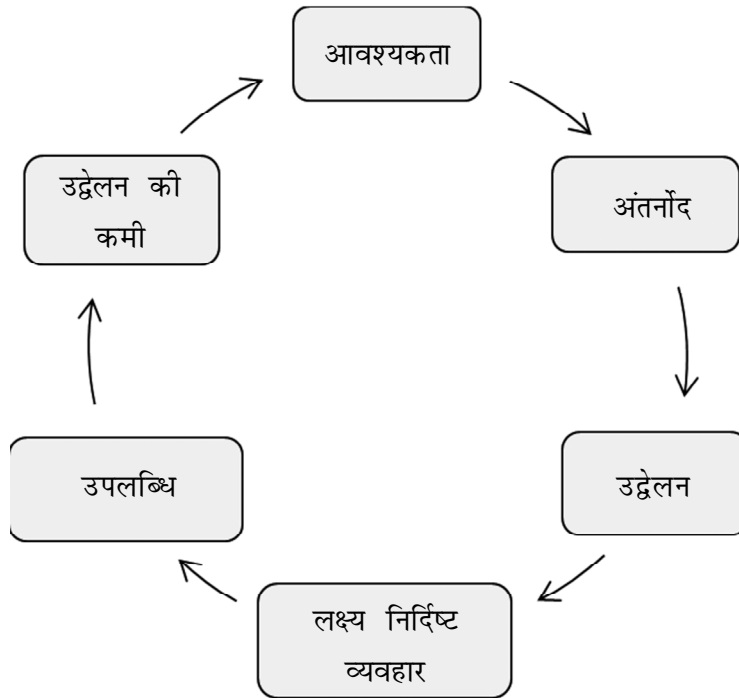 आवश्यकता
अंतर्नोद
उद्वेलन
लक्ष्य निर्दिष्ट
व्यवहार
उपलब्धि
उद्वेलन की
कमी